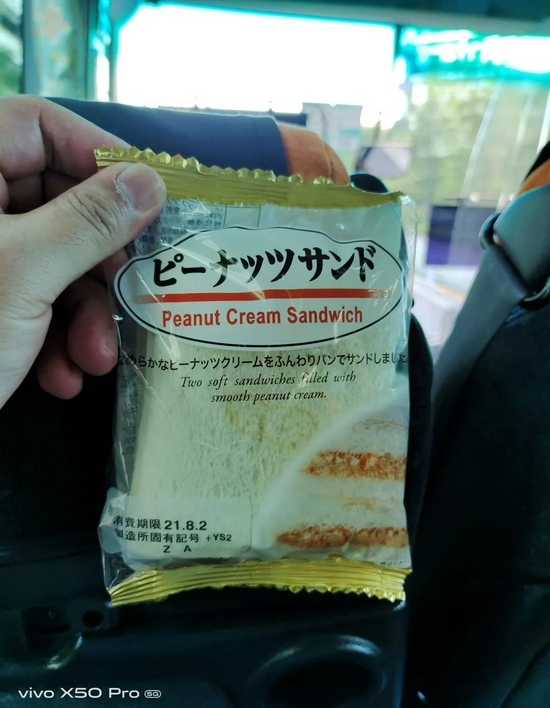 ピーナッツサンド
Peanut Cream Sandwich
なめらかなピーナッツクリームをふんわりパンでサンドしました
Two soft sandwiches filled with
smooth peanut cream.
消費期限 21.8.2
製造所固有記号 +YS2
Z A
vivo X50 Pro 5G